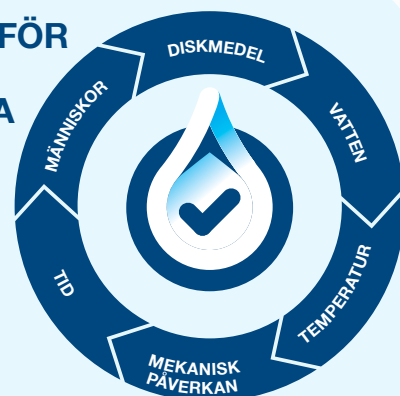 FÖR
A
DISKMEDEL
VATTEN
TEMPERATUR
MEKANISK
PÅVERKAN
TID
MÄNNISKOR